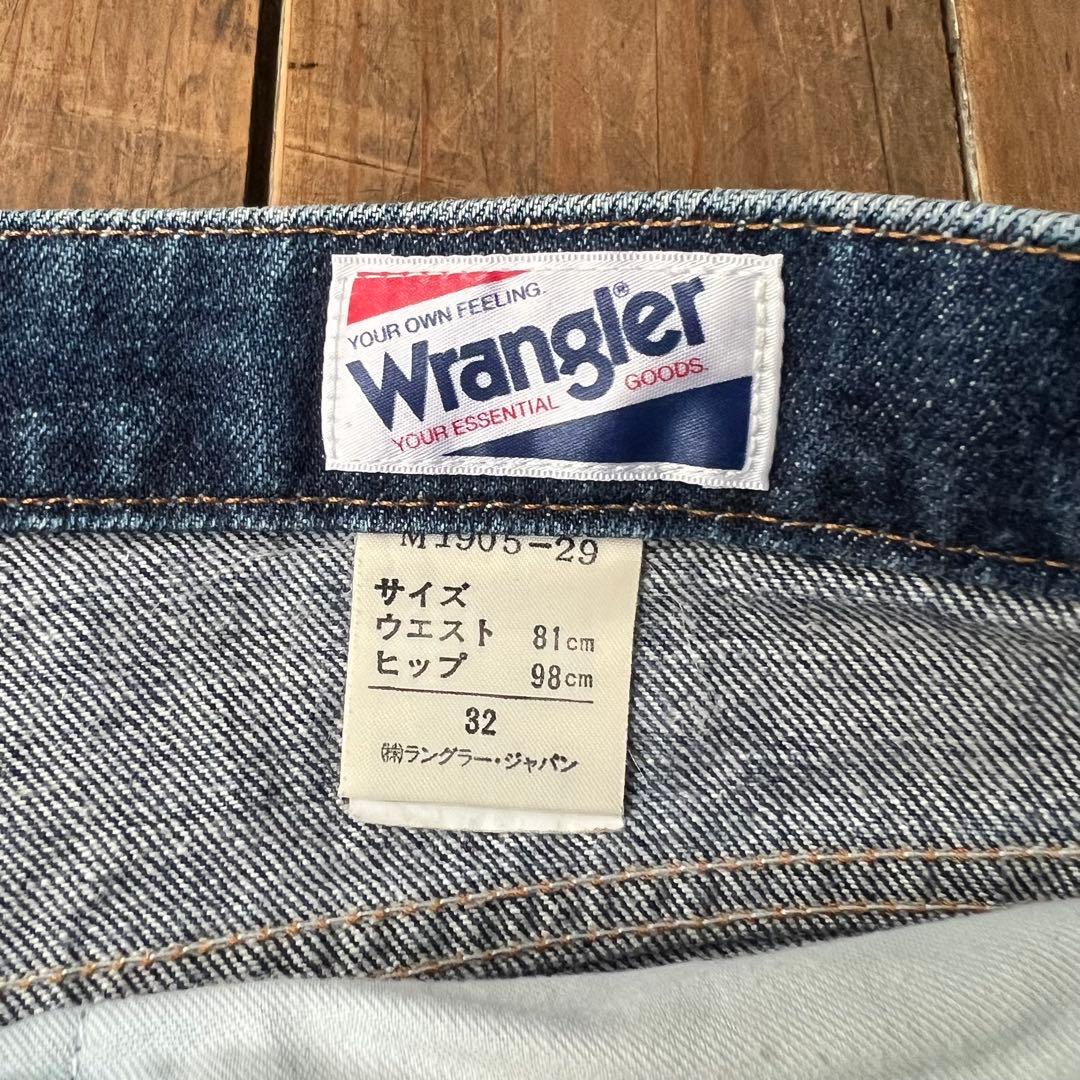 YOUR OWN FEELING.
Wrangler®
YOUR ESSENTIAL GOODS.
M1905-29
サイズ
ウエスト 81cm
ヒップ 98cm
32
㈱ラングラー・ジャパン